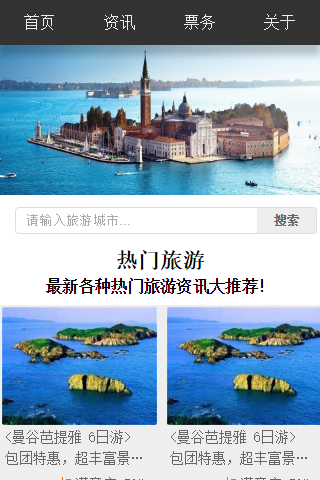 首页 资讯 票务 关于
请输入旅游城市... 搜索
热门旅游
最新各种热门旅游资讯大推荐!
<曼谷芭提雅 6日游> <曼谷芭提雅 6日游>
包团特惠，超丰富景… 包团特惠，超丰富景…